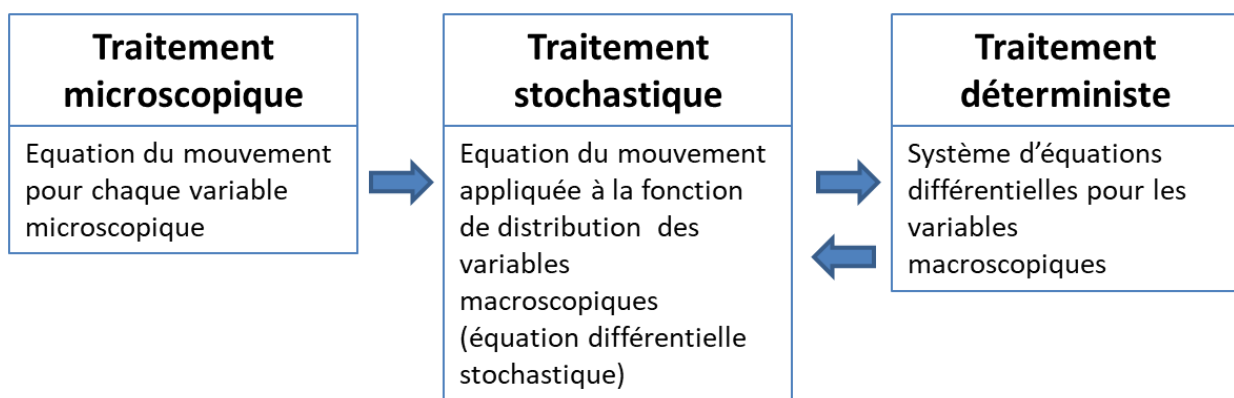 Traitement
microscopique
Equation du mouvement
pour chaque variable
microscopique
Traitement
stochastique
Equation du mouvement
appliquée à la fonction
de distribution des
variables
macroscopiques
(équation différentielle
stochastique)
Traitement
déterministe
Système d’équations
différentielles pour les
variables
macroscopiques